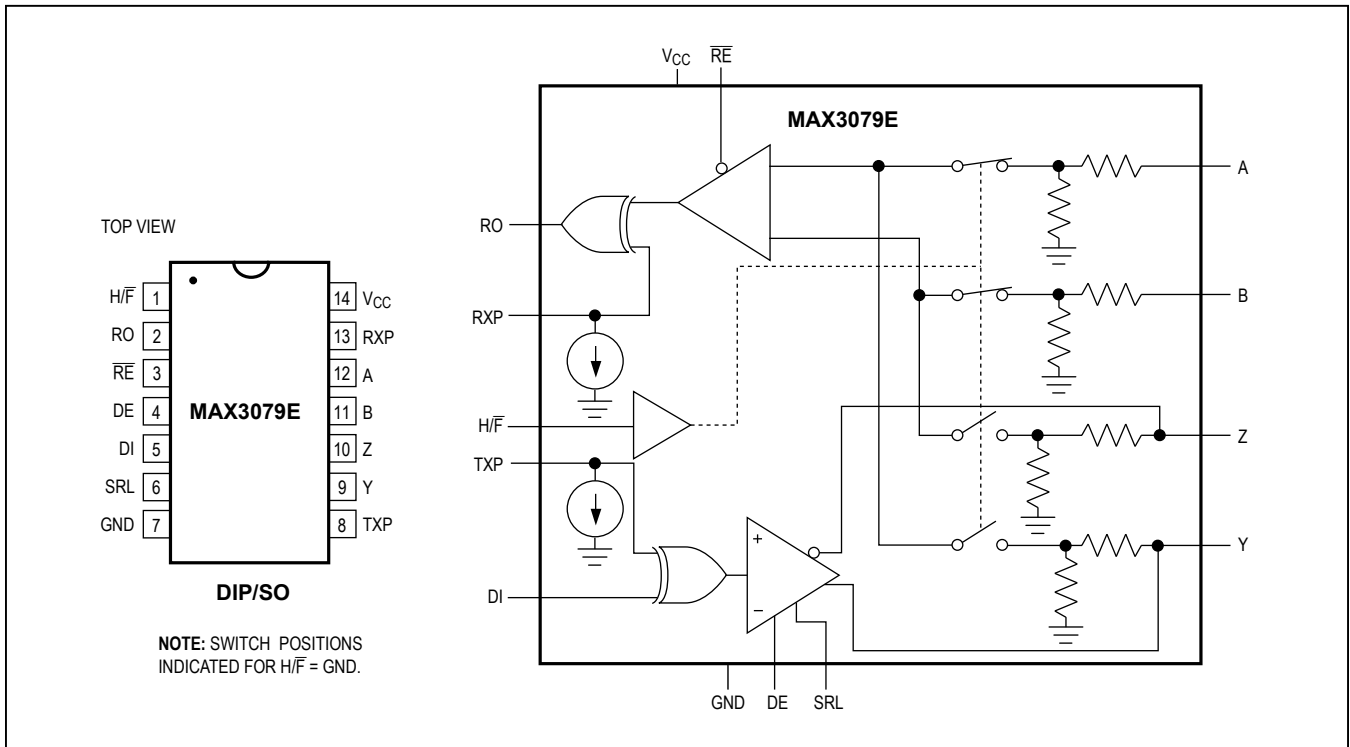 TOP VIEW
H/F̅ 1
RO 2
R̅E̅ 3
DE 4
DI 5
SRL 6
GND 7
MAX3079E
14 VCC
13 RXP
12 A
11 B
10 Z
9 Y
8 TXP
DIP/SO
NOTE: SWITCH POSITIONS
INDICATED FOR H/F̅ = GND.
VCC R̅E̅
MAX3079E
A
RO
B
RXP
H/F̅
Z
TXP
+
Y
DI
−
GND DE SRL